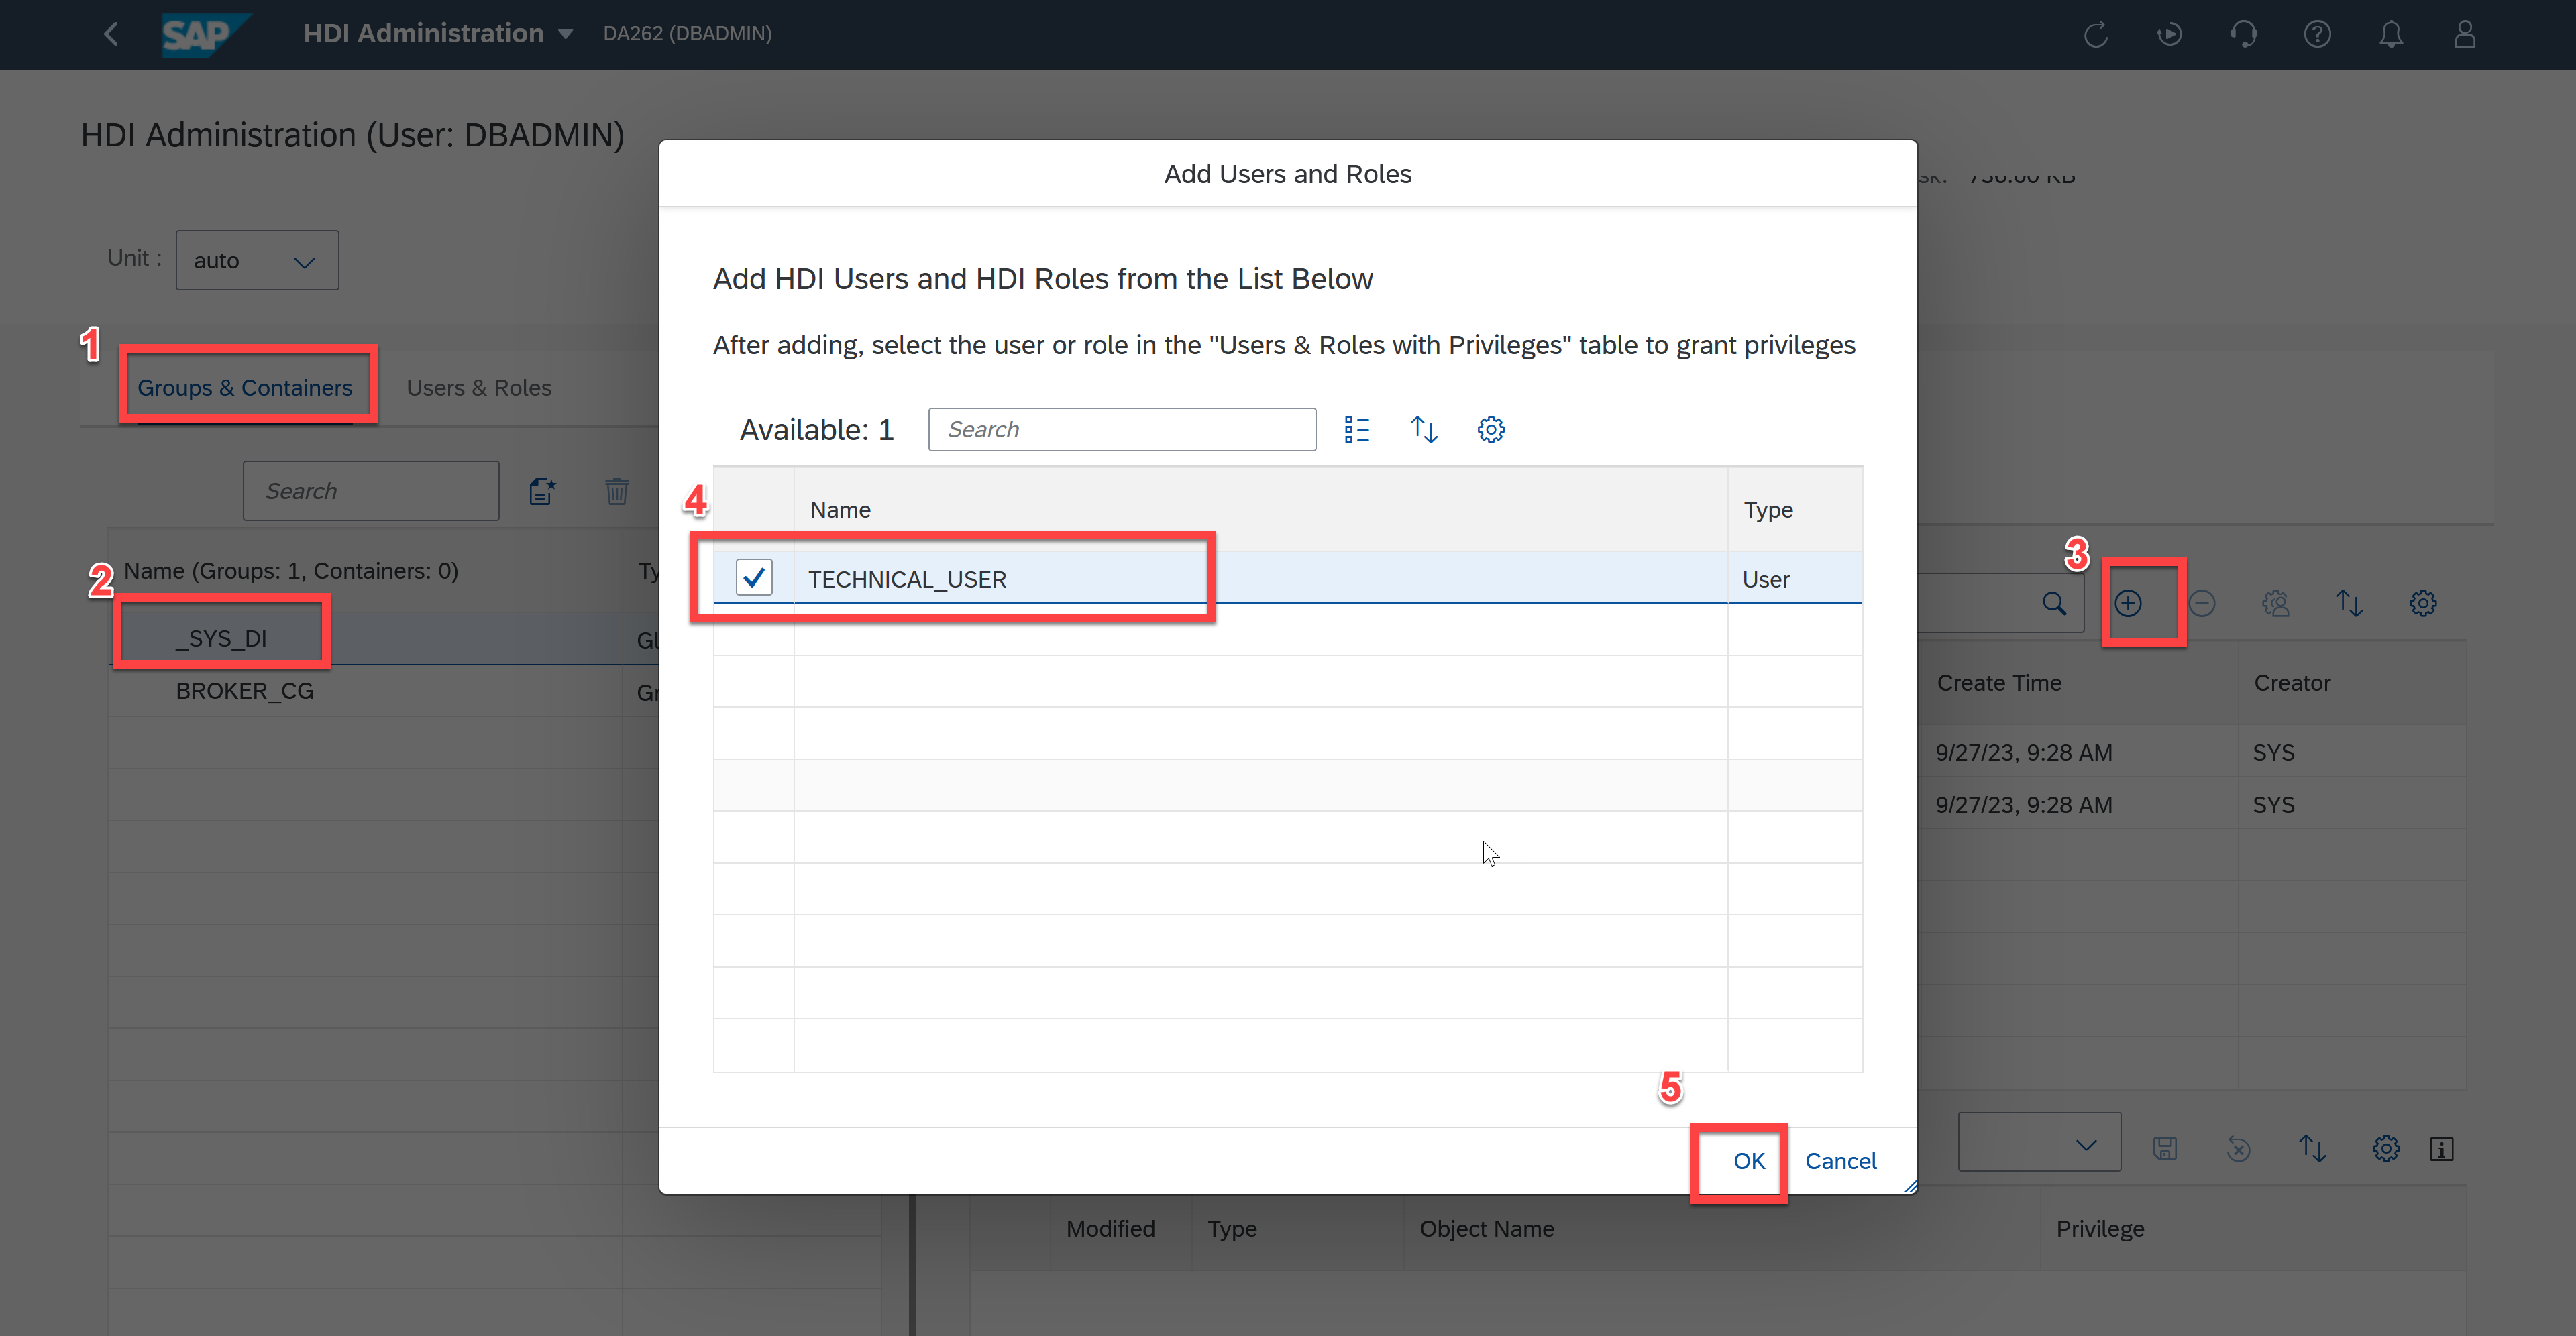 SAP HDI Administration DA262 (DBADMIN)
HDI Administration (User: DBADMIN)
736.00 KB
Unit : auto
1
Groups & Containers Users & Roles
Search
2
Name (Groups: 1, Containers: 0) Ty
_SYS_DI Gl
BROKER_CG Gr
Add Users and Roles
Add HDI Users and HDI Roles from the List Below
After adding, select the user or role in the "Users & Roles with Privileges" table to grant privileges
Available: 1 Search
4
Name Type
TECHNICAL_USER User
5
OK Cancel
3
Create Time Creator
9/27/23, 9:28 AM SYS
9/27/23, 9:28 AM SYS
Modified Type Object Name Privilege